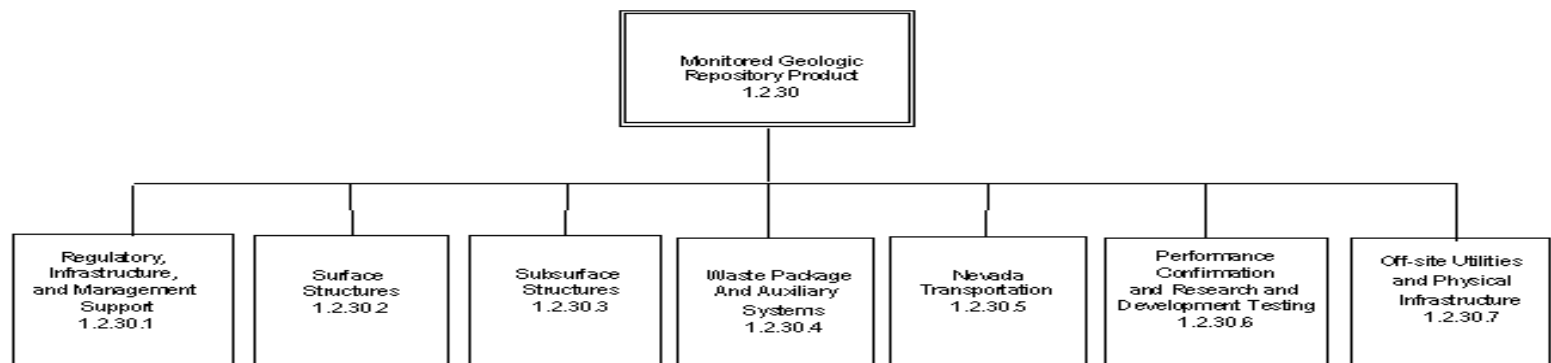 Monitored Geologic
Repository Product
1.2.30
Regulatory,
Infrastructure,
and Management
Support
1.2.30.1
Surface
Structures
1.2.30.2
Subsurface
Structures
1.2.30.3
Waste Package
And Auxiliary
Systems
1.2.30.4
Nevada
Transportation
1.2.30.5
Performance
Confirmation
and Research and
Development Testing
1.2.30.6
Off-site Utilities
and Physical
Infrastructure
1.2.30.7